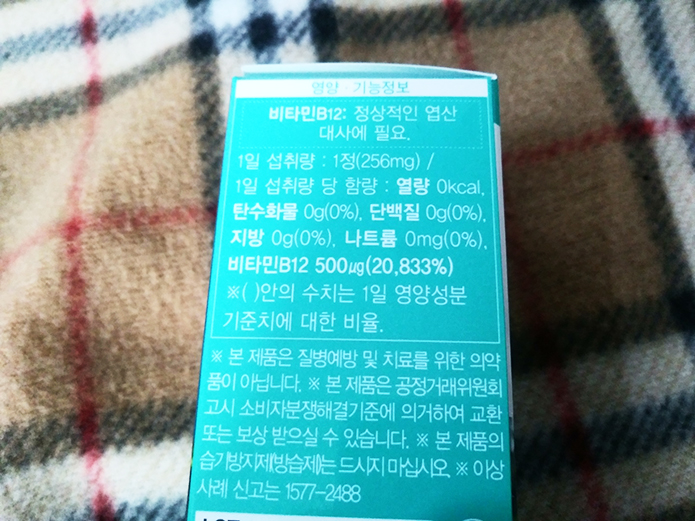 영양 · 기능정보
비타민B12: 정상적인 엽산
대사에 필요.
1일 섭취량 : 1정(256mg) /
1일 섭취량 당 함량 : 열량 0kcal,
탄수화물 0g(0%), 단백질 0g(0%),
지방 0g(0%), 나트륨 0mg(0%),
비타민B12 500㎍(20,833%)
※( )안의 수치는 1일 영양성분
기준치에 대한 비율.
※ 본 제품은 질병예방 및 치료를 위한 의약
품이 아닙니다. ※ 본 제품은 공정거래위원회
고시 소비자분쟁해결기준에 의거하여 교환
또는 보상 받으실 수 있습니다. ※ 본 제품의
습기방지제(방습제)는 드시지 마십시오. ※ 이상
사례 신고는 1577-2488